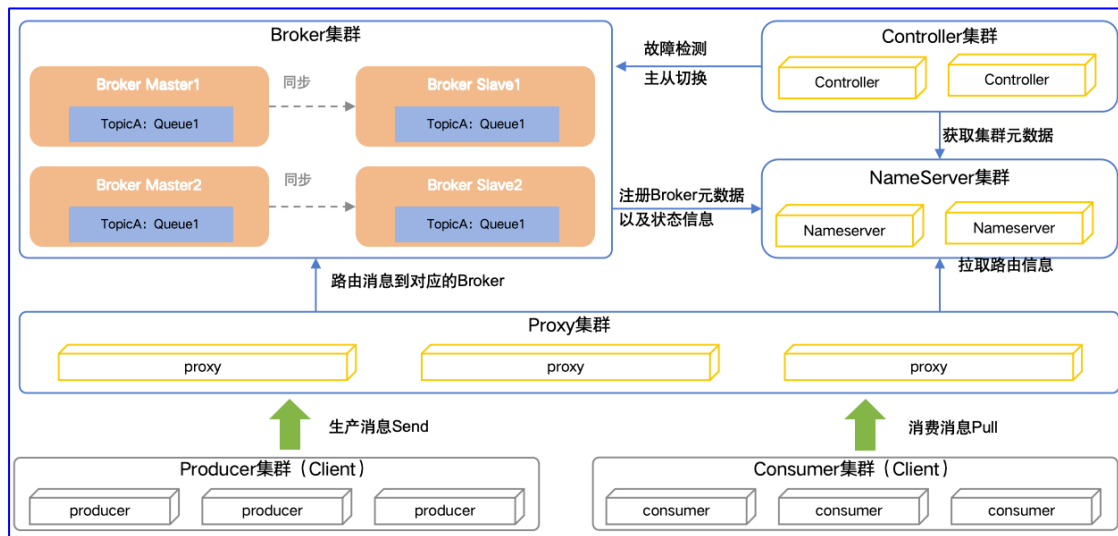 Broker集群
Broker Master1
TopicA：Queue1
同步
Broker Slave1
TopicA：Queue1
Broker Master2
TopicA：Queue1
同步
Broker Slave2
TopicA：Queue1
故障检测
主从切换
Controller集群
Controller
Controller
获取集群元数据
注册Broker元数据
以及状态信息
NameServer集群
Nameserver
Nameserver
路由消息到对应的Broker
拉取路由信息
Proxy集群
proxy
proxy
proxy
生产消息Send
消费消息Pull
Producer集群（Client）
producer
producer
producer
Consumer集群（Client）
consumer
consumer
consumer